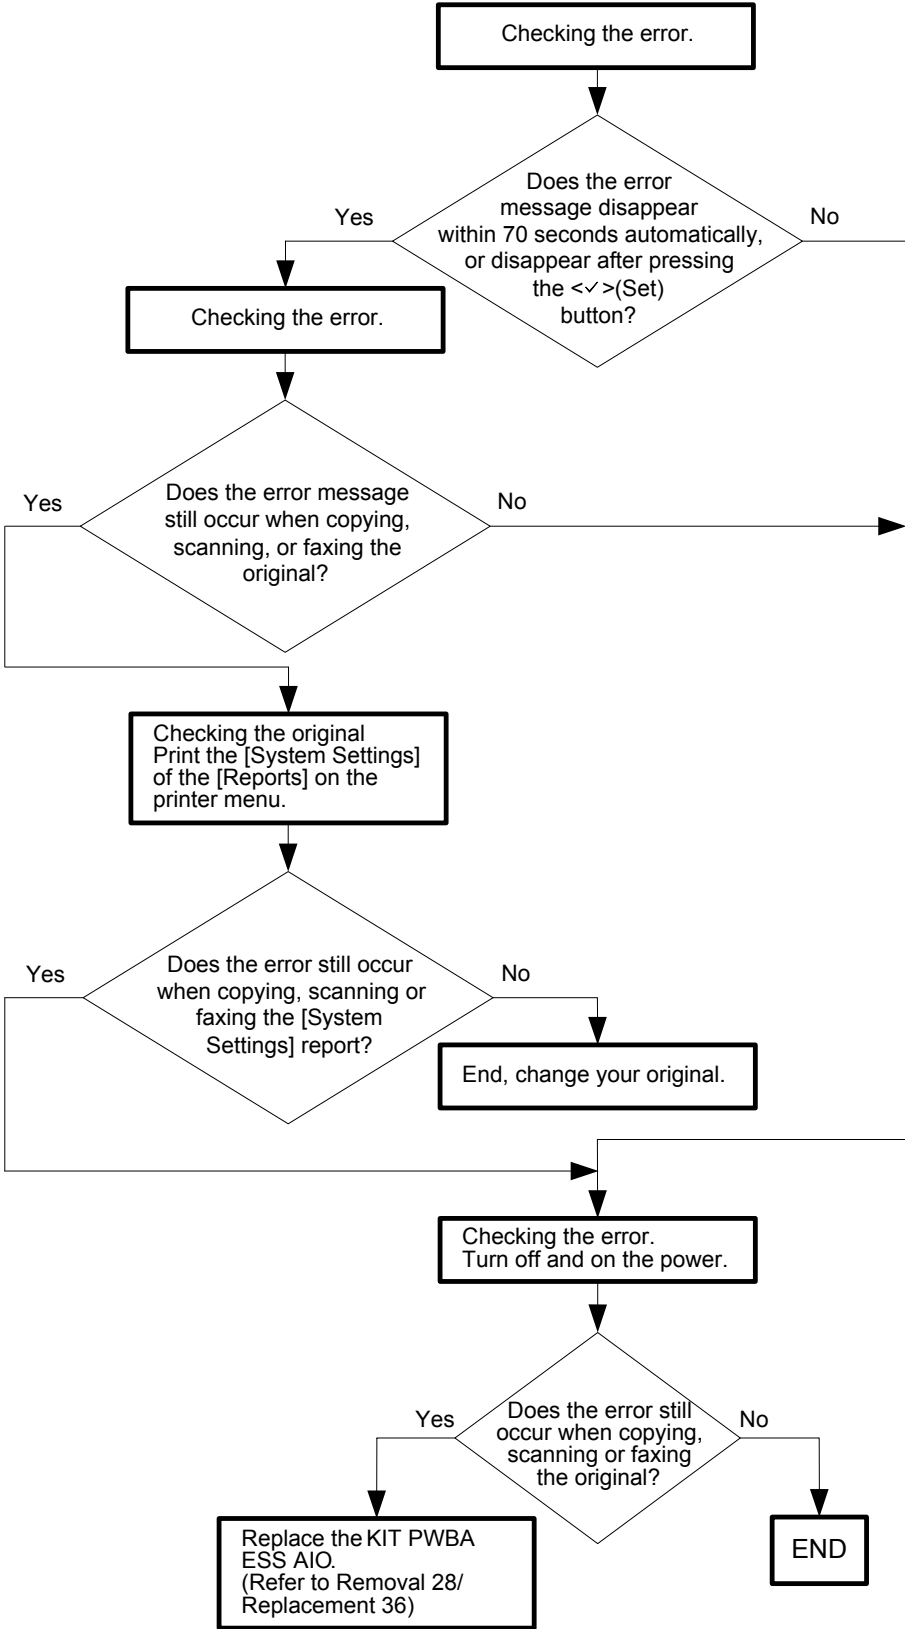 Checking the error.
Does the error
message disappear
within 70 seconds automatically,
or disappear after pressing
the <✓>(Set)
button?
Yes
No
Checking the error.
Does the error message
still occur when copying,
scanning, or faxing the
original?
Yes
No
Checking the original
Print the [System Settings]
of the [Reports] on the
printer menu.
Does the error still occur
when copying, scanning or
faxing the [System
Settings] report?
Yes
No
End, change your original.
Checking the error.
Turn off and on the power.
Does the error still
occur when copying,
scanning or faxing
the original?
Yes
No
Replace the KIT PWBA
ESS AIO.
(Refer to Removal 28/
Replacement 36)
END